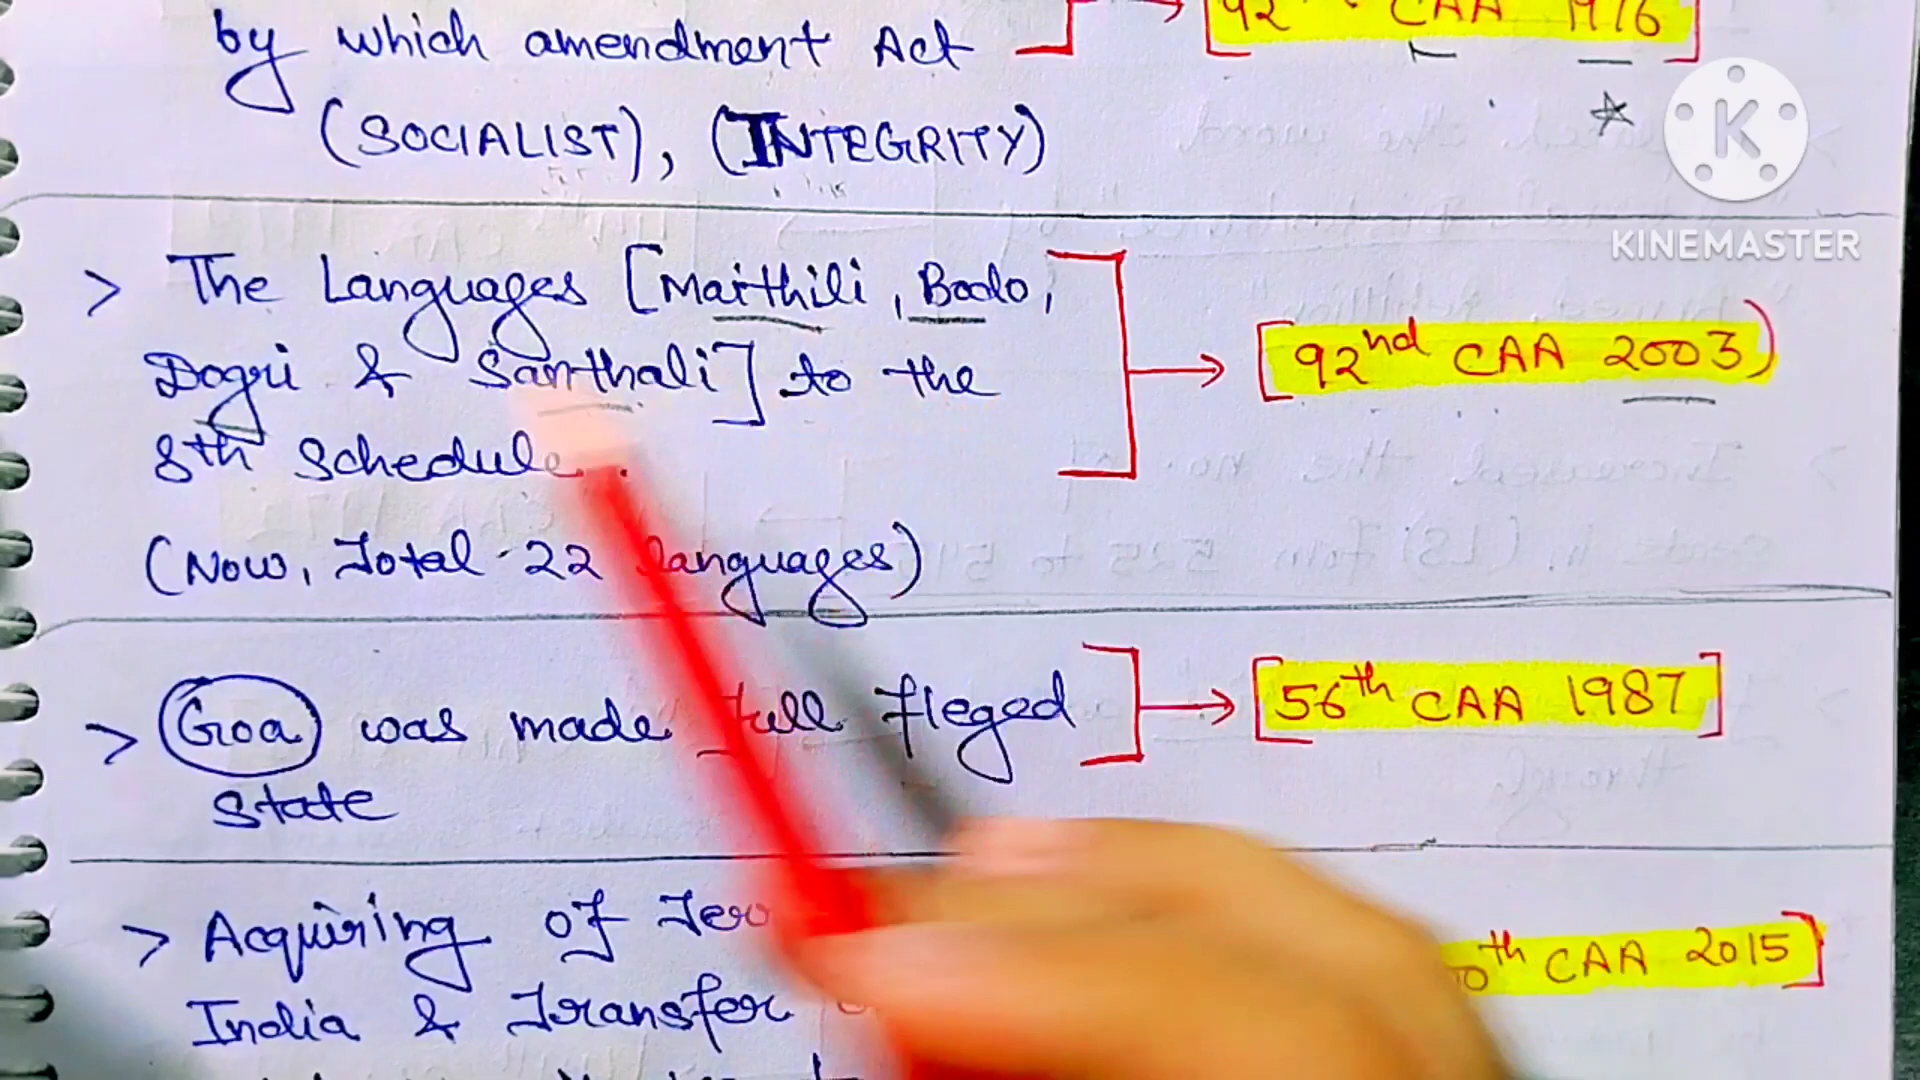 by which amendment Act
CAA 1976
(SOCIALIST), (INTEGRITY)
K
KINEMASTER
> The Languages [Maithili, Bodo,
Dogri & Santhali] to the
8th Schedule.
(Now, Total 22 languages)
[92nd CAA 2003)
> Goa was made full fleged
state
[56th CAA 1987]
> Acquiring of
India & Transfer
th CAA 2015]